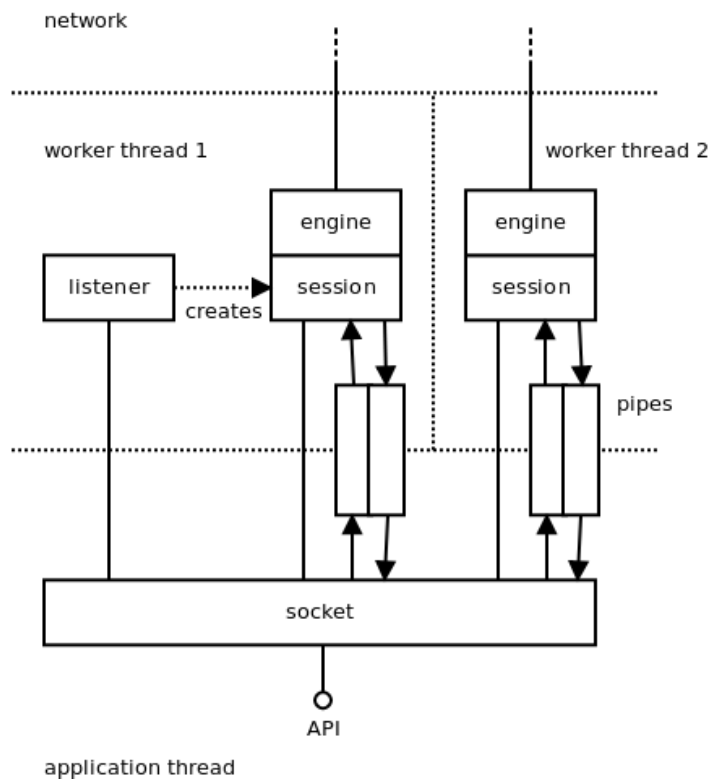 network
worker thread 1
worker thread 2
engine
engine
listener
session
session
creates
pipes
socket
API
application thread